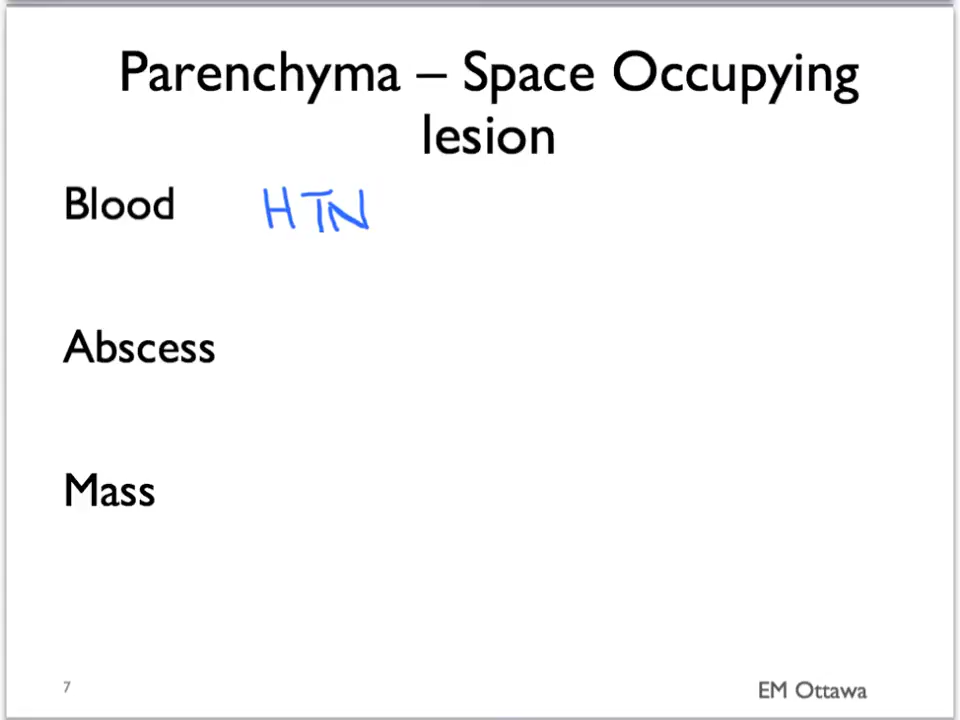 Parenchyma – Space Occupying
lesion
Blood HTN
Abscess
Mass
7 EM Ottawa